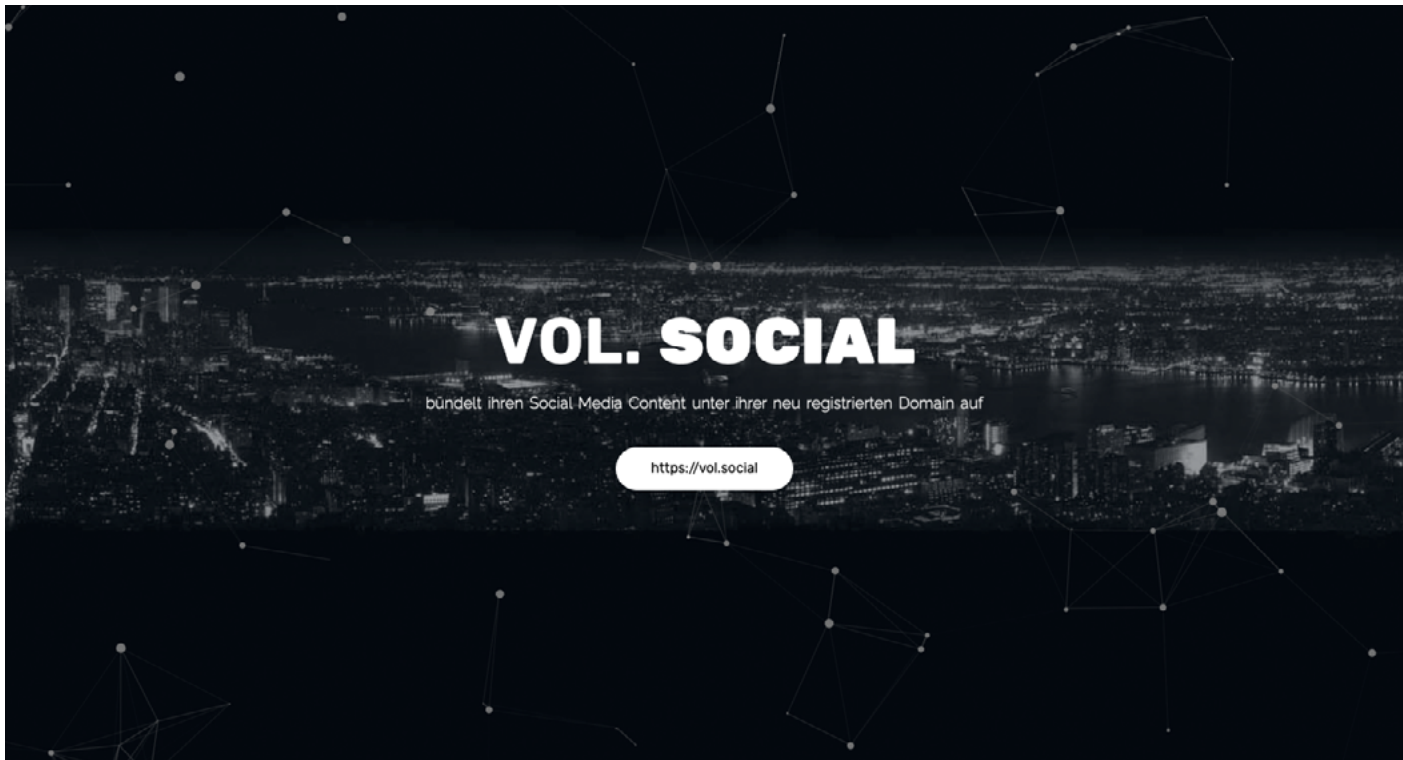 VOL. SOCIAL
bündelt ihren Social Media Content unter ihrer neu registrierten Domain auf
https://vol.social